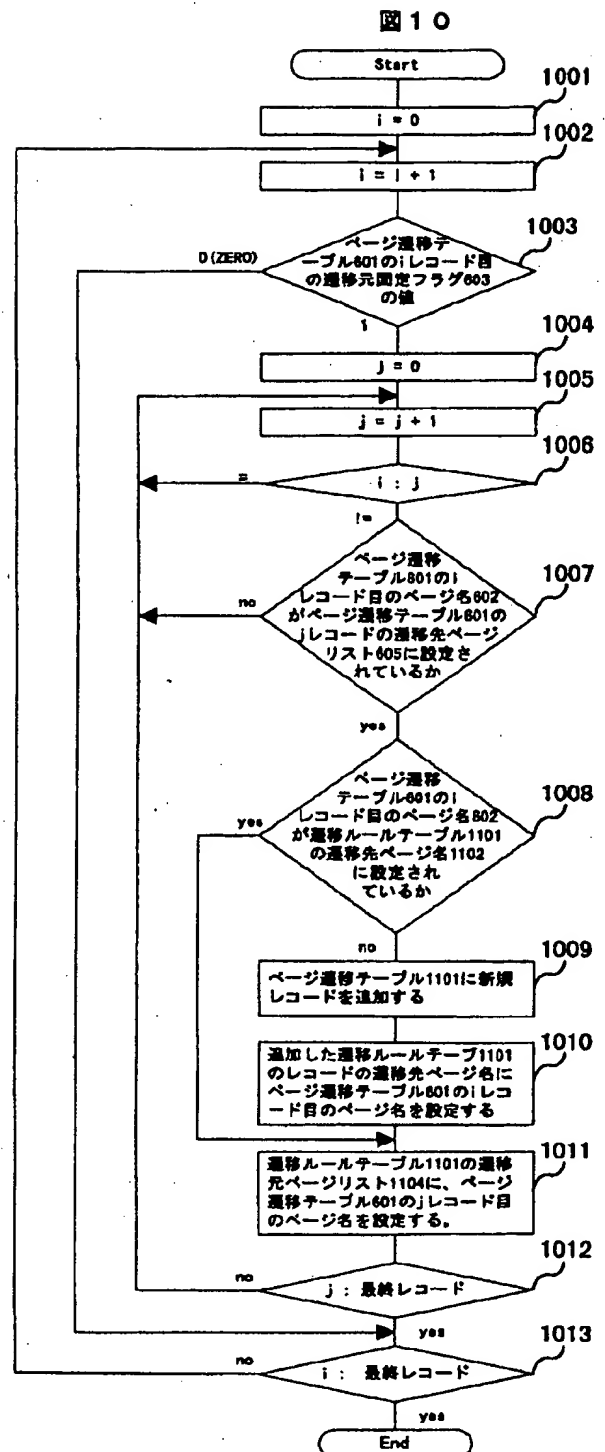 図10
Start
1001
i = 0
1002
i = i + 1
1003
ページ遷移テ
ーブル601のiレコード目
の遷移元固定フラグ603
の値
0(ZERO)
1
1004
j = 0
1005
j = j + 1
1006
i : j
=
!=
1007
ページ遷移
テーブル601のi
レコード目のページ名602
がページ遷移テーブル601の
jレコードの遷移先ページ
リスト605に設定さ
れているか
no
yes
1008
ページ遷移
テーブル601のi
レコード目のページ名602
が遷移ルールテーブル1101
の遷移先ページ名1102
に設定され
ているか
yes
no
1009
ページ遷移テーブル1101に新規
レコードを追加する
1010
追加した遷移ルールテーブ1101
のレコードの遷移先ページ名に
ページ遷移テーブル601のiレコ
ード目のページ名を設定する
1011
遷移ルールテーブル1101の遷移
元ページリスト1104に、ページ
遷移テーブル601のjレコード目
のページ名を設定する。
1012
no
j : 最終レコード
yes
1013
no
i : 最終レコード
yes
End